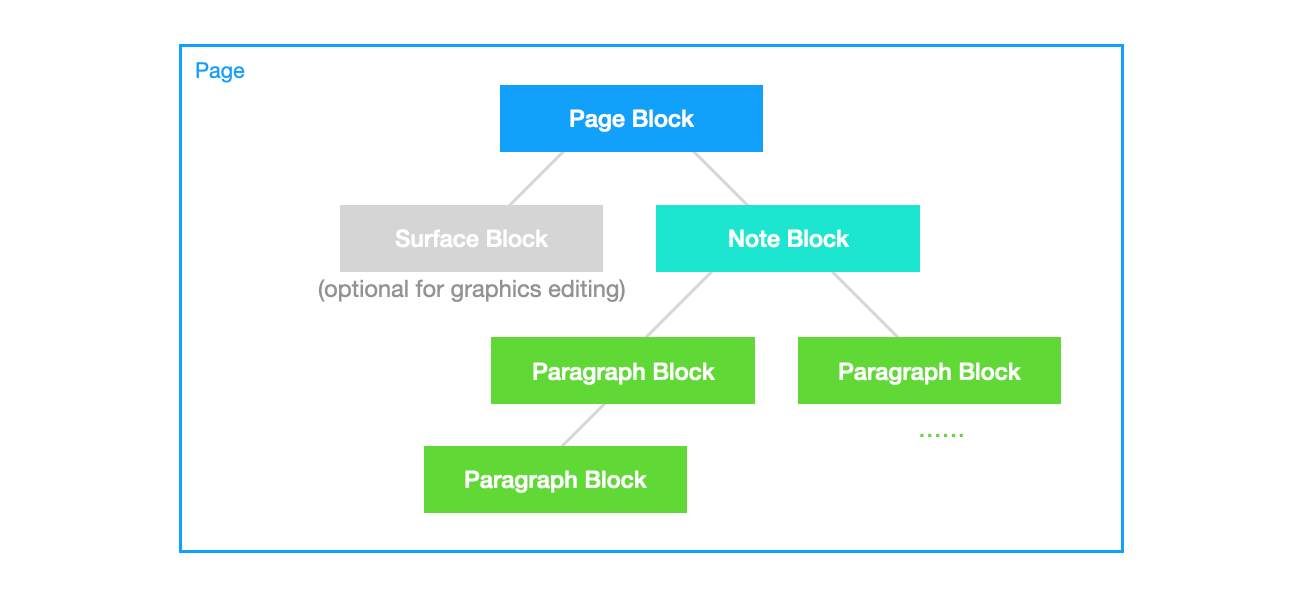 Page
Page Block
Surface Block
Note Block
(optional for graphics editing)
Paragraph Block
Paragraph Block
......
Paragraph Block